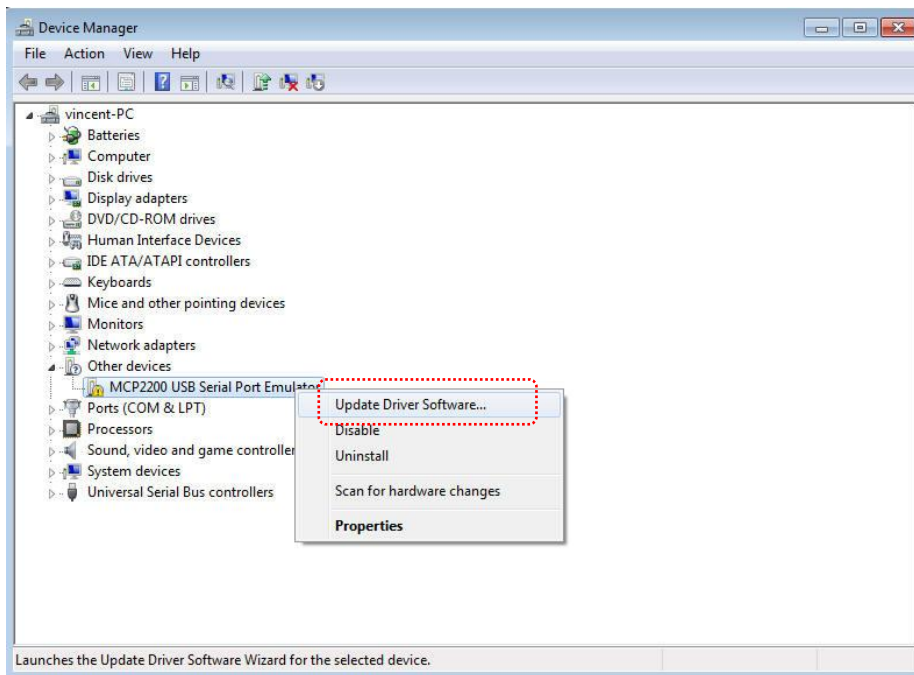 Device Manager
File Action View Help
vincent-PC
Batteries
Computer
Disk drives
Display adapters
DVD/CD-ROM drives
Human Interface Devices
IDE ATA/ATAPI controllers
Keyboards
Mice and other pointing devices
Monitors
Network adapters
Other devices
MCP2200 USB Serial Port Emulator
Ports (COM & LPT)
Processors
Sound, video and game controller
System devices
Universal Serial Bus controllers
Update Driver Software...
Disable
Uninstall
Scan for hardware changes
Properties
Launches the Update Driver Software Wizard for the selected device.